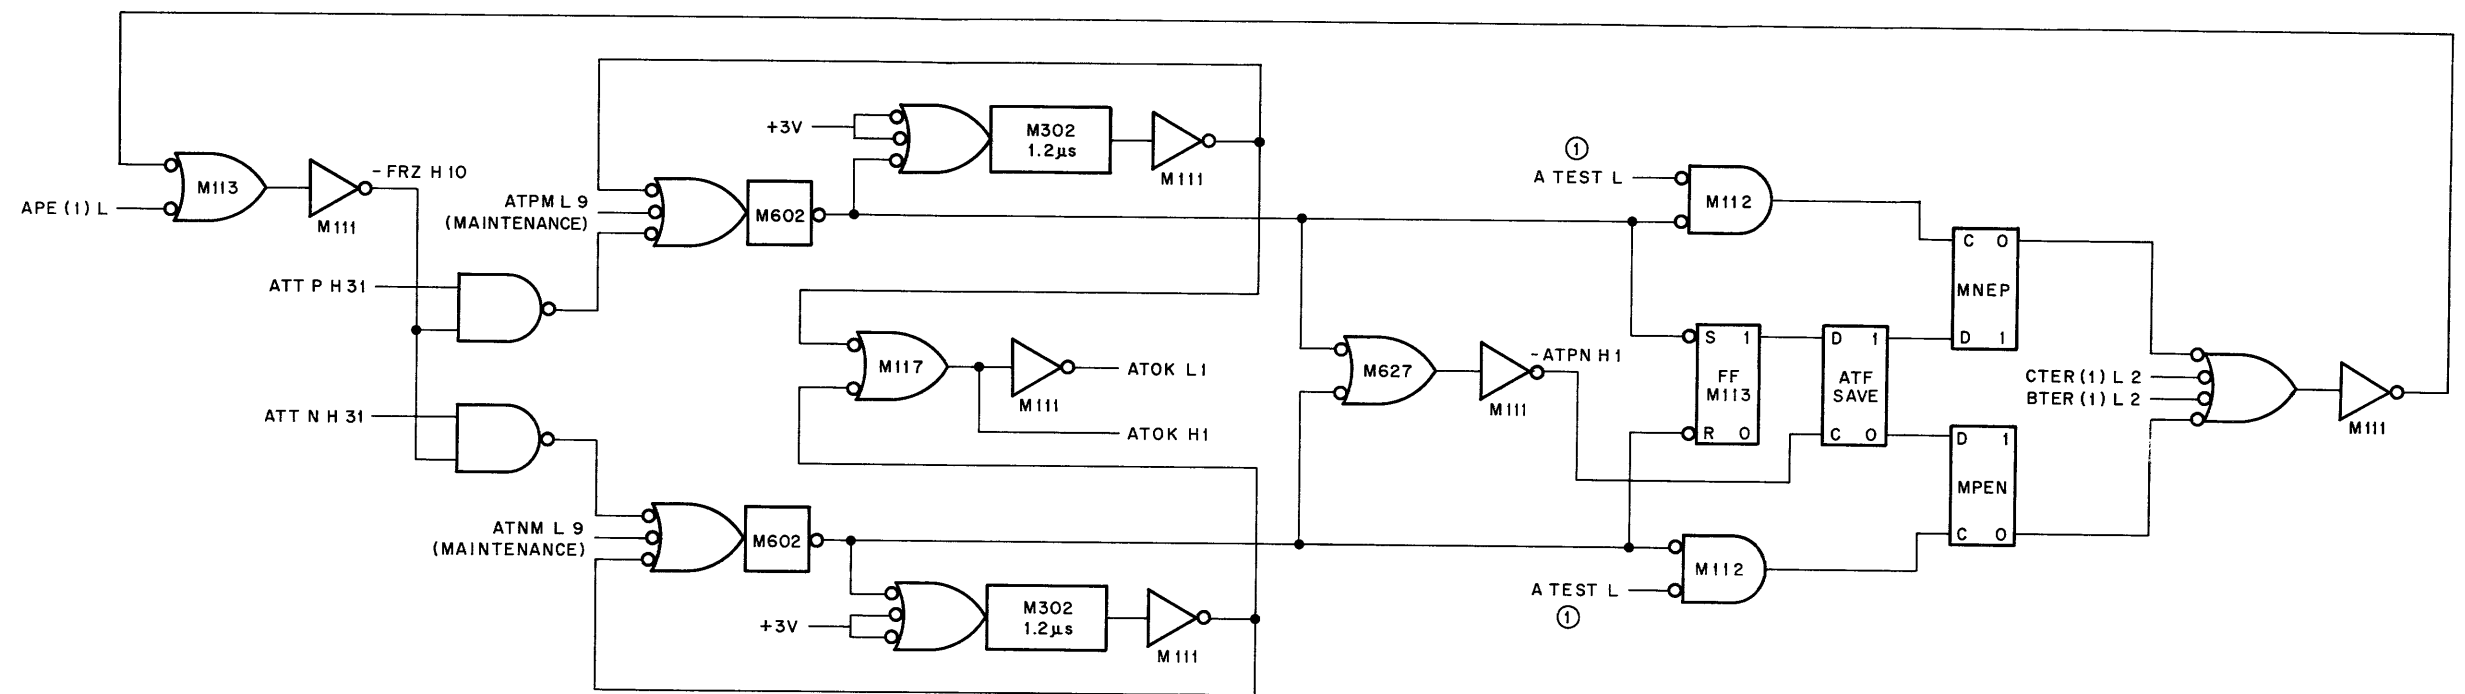 +3V
M302
1.2µs
M111
1
A TEST L
M112
M113
-FRZ H 10
M111
APE (1) L
ATPM L 9
(MAINTENANCE)
M602
C 0
MNEP
D 1
ATT P H 31
M117
M111
ATOK L1
ATOK H1
M627
-ATPN H1
M111
S 1
FF
M113
R 0
D 1
ATF
SAVE
C 0
CTER (1) L 2
BTER (1) L 2
M111
ATT N H 31
D 1
MPEN
C 0
ATNM L 9
(MAINTENANCE)
M602
M112
A TEST L
1
+3V
M302
1.2µs
M111